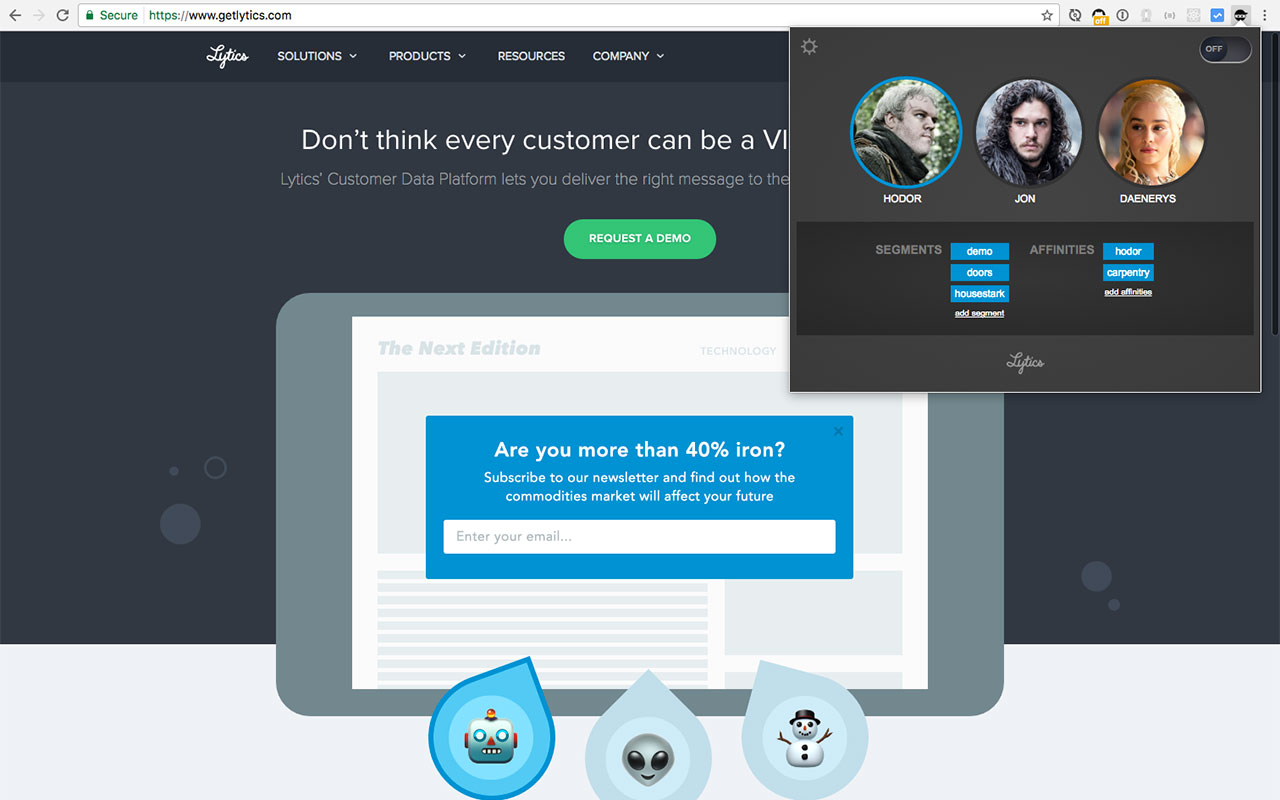 Secure https://www.getlytics.com
off
Lytics SOLUTIONS PRODUCTS RESOURCES COMPANY
Don’t think every customer can be a VI
Lytics’ Customer Data Platform lets you deliver the right message to the
REQUEST A DEMO
OFF
HODOR JON DAENERYS
SEGMENTS demo AFFINITIES hodor
doors carpentry
housestark add affinities
add segment
Lytics
The Next Edition TECHNOLOGY
Are you more than 40% iron?
Subscribe to our newsletter and find out how the
commodities market will affect your future
Enter your email...